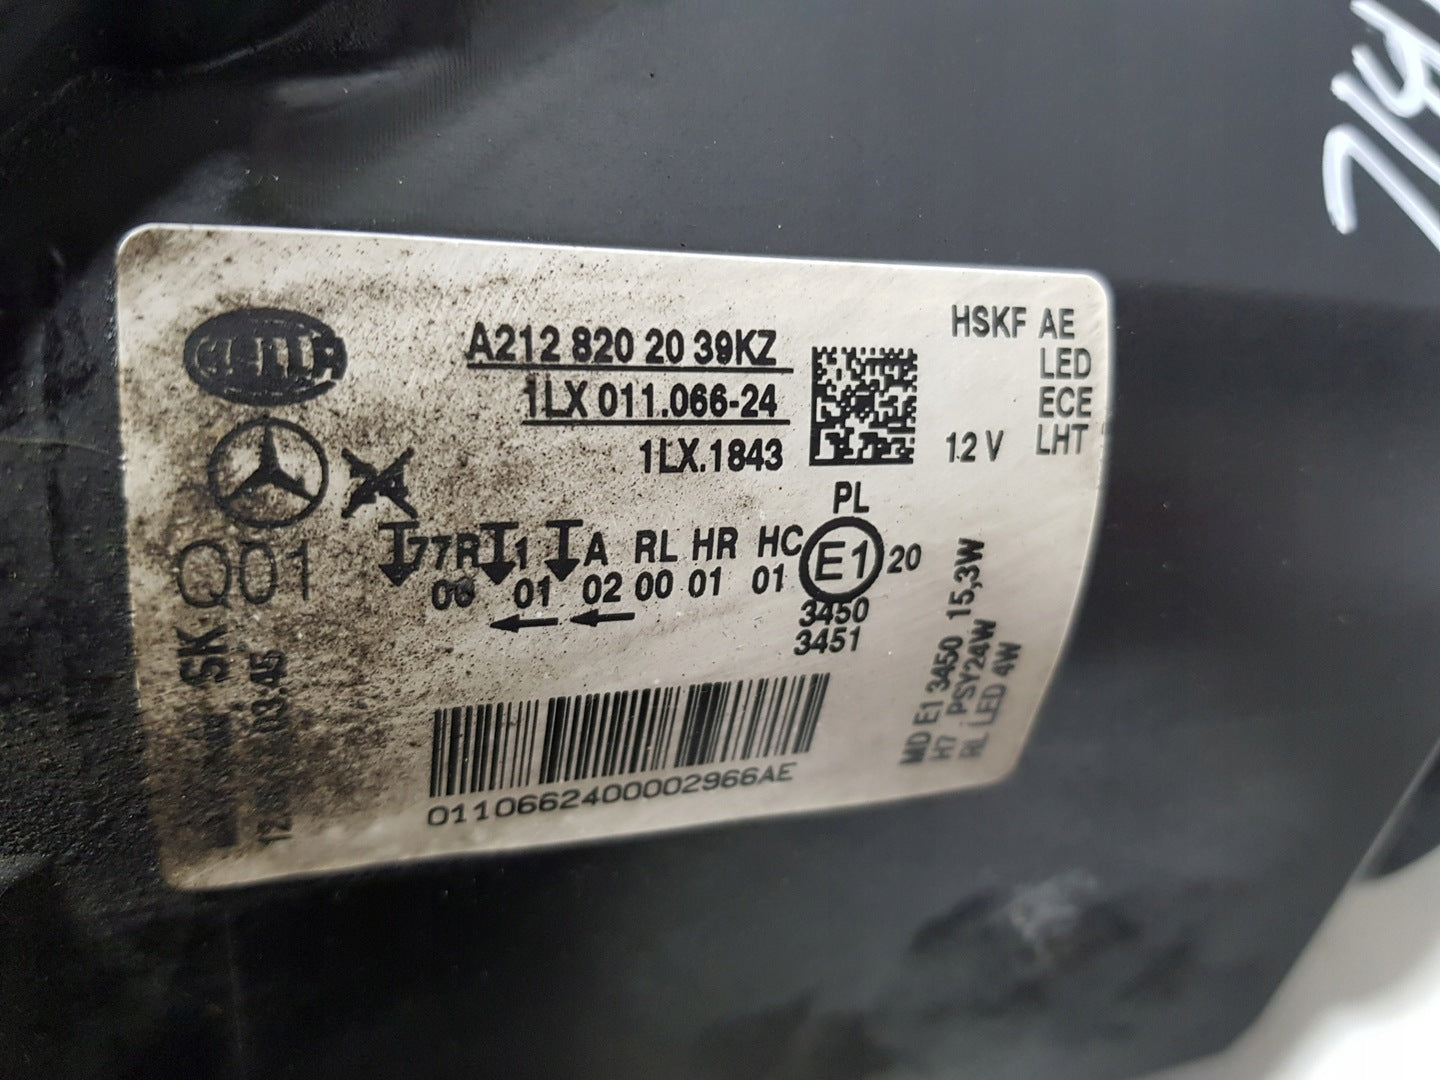 714
HELLA
A212 820 20 39KZ
1LX 011.066-24
1LX.1843
HSKF AE
LED
ECE
12 V LHT
PL
77R 1 A RL HR HC E1 20
06 01 02 00 01 01
3450
3451
Q01
SK
03:45
0110662400002966AE
MD E1 3450 15,3W
H7 PSY24W
RL LED 4W